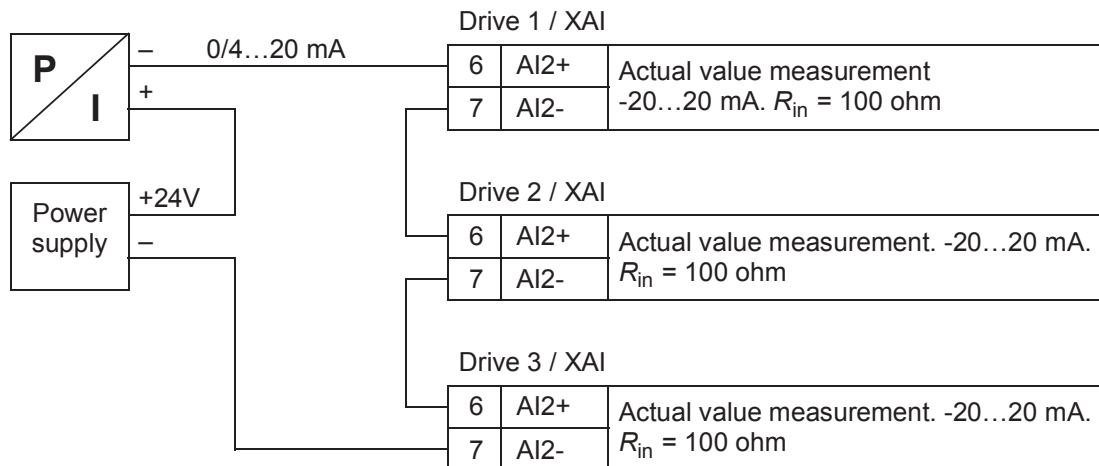 Drive 1 / XAI
P
I
–
0/4…20 mA
+
6 AI2+
7 AI2-
Actual value measurement
-20…20 mA. Rin = 100 ohm
Power
supply
+24V
–
Drive 2 / XAI
6 AI2+
7 AI2-
Actual value measurement. -20…20 mA.
Rin = 100 ohm
Drive 3 / XAI
6 AI2+
7 AI2-
Actual value measurement. -20…20 mA.
Rin = 100 ohm